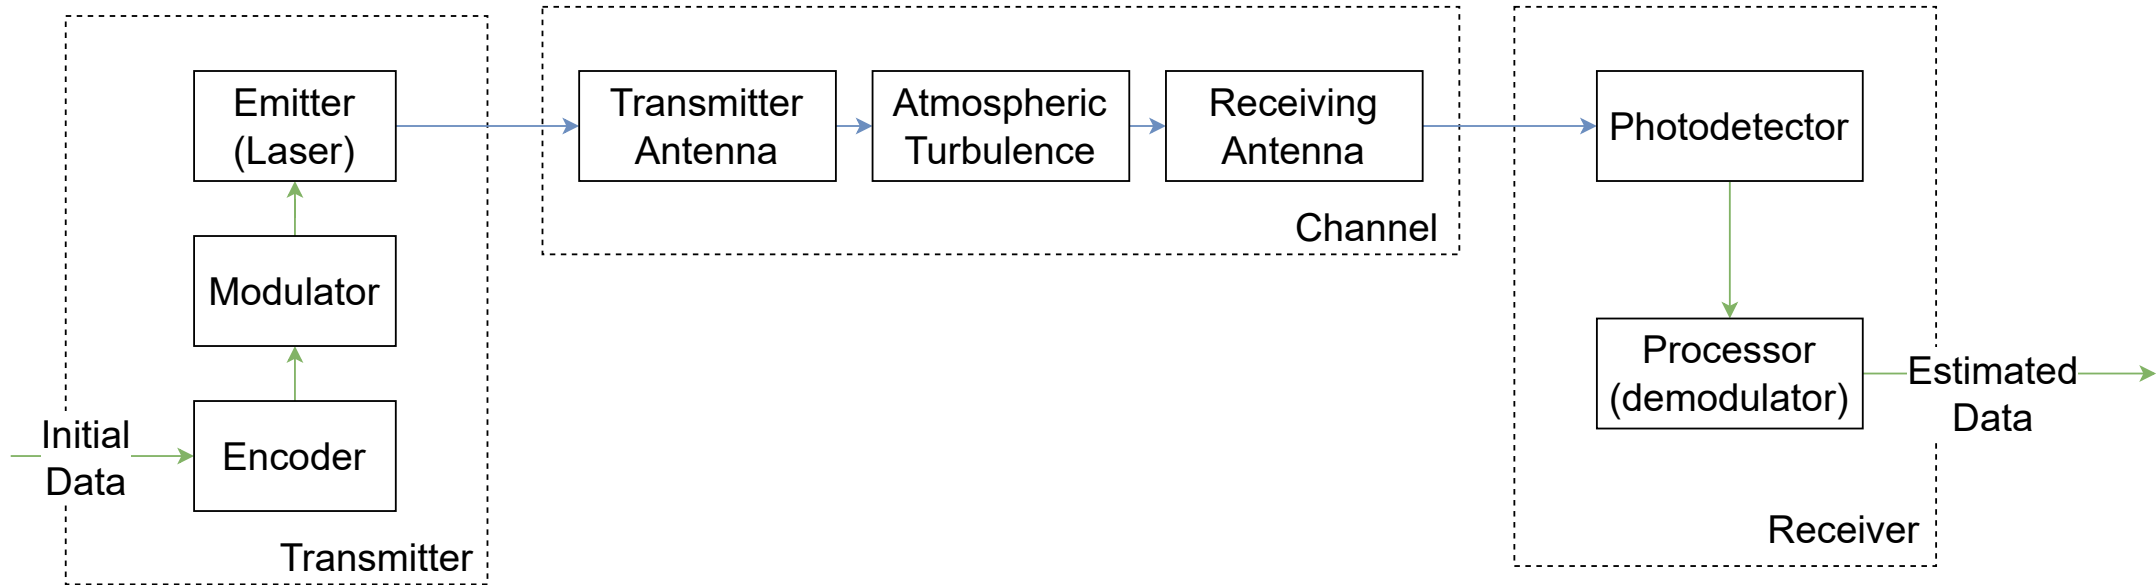 Emitter
(Laser)
Modulator
Initial
Data
Encoder
Transmitter
Transmitter
Antenna
Atmospheric
Turbulence
Receiving
Antenna
Channel
Photodetector
Processor
(demodulator)
Estimated
Data
Receiver